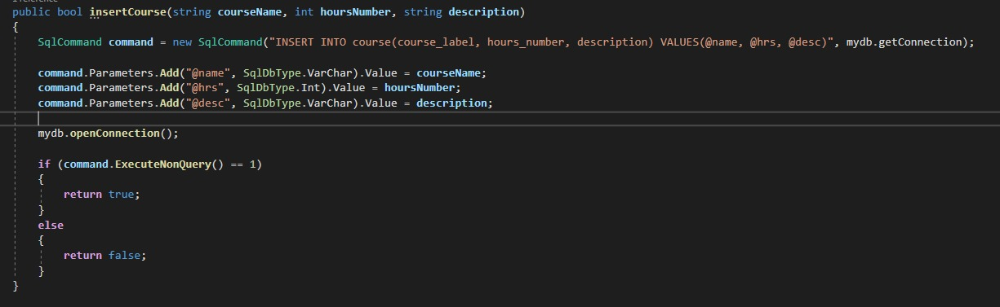 1 reference
public bool insertCourse(string courseName, int hoursNumber, string description)
{
SqlCommand command = new SqlCommand("INSERT INTO course(course_label, hours_number, description) VALUES(@name, @hrs, @desc)", mydb.getConnection);
command.Parameters.Add("@name", SqlDbType.VarChar).Value = courseName;
command.Parameters.Add("@hrs", SqlDbType.Int).Value = hoursNumber;
command.Parameters.Add("@desc", SqlDbType.VarChar).Value = description;
mydb.openConnection();
if (command.ExecuteNonQuery() == 1)
{
return true;
}
else
{
return false;
}
}